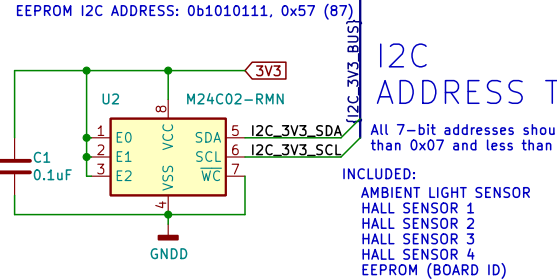 EEPROM I2C ADDRESS: 0b1010111, 0x57 (87)
{I2C_3V3_BUS}
3V3
U2
M24C02-RMN
8
VCC
1
E0
2
E1
3
E2
SDA
5
I2C_3V3_SDA
SCL
6
I2C_3V3_SCL
WC
7
VSS
4
GNDD
C1
0.1uF
I2C
ADDRESS T
All 7-bit addresses shou
than 0x07 and less than
INCLUDED:
AMBIENT LIGHT SENSOR
HALL SENSOR 1
HALL SENSOR 2
HALL SENSOR 3
HALL SENSOR 4
EEPROM (BOARD ID)